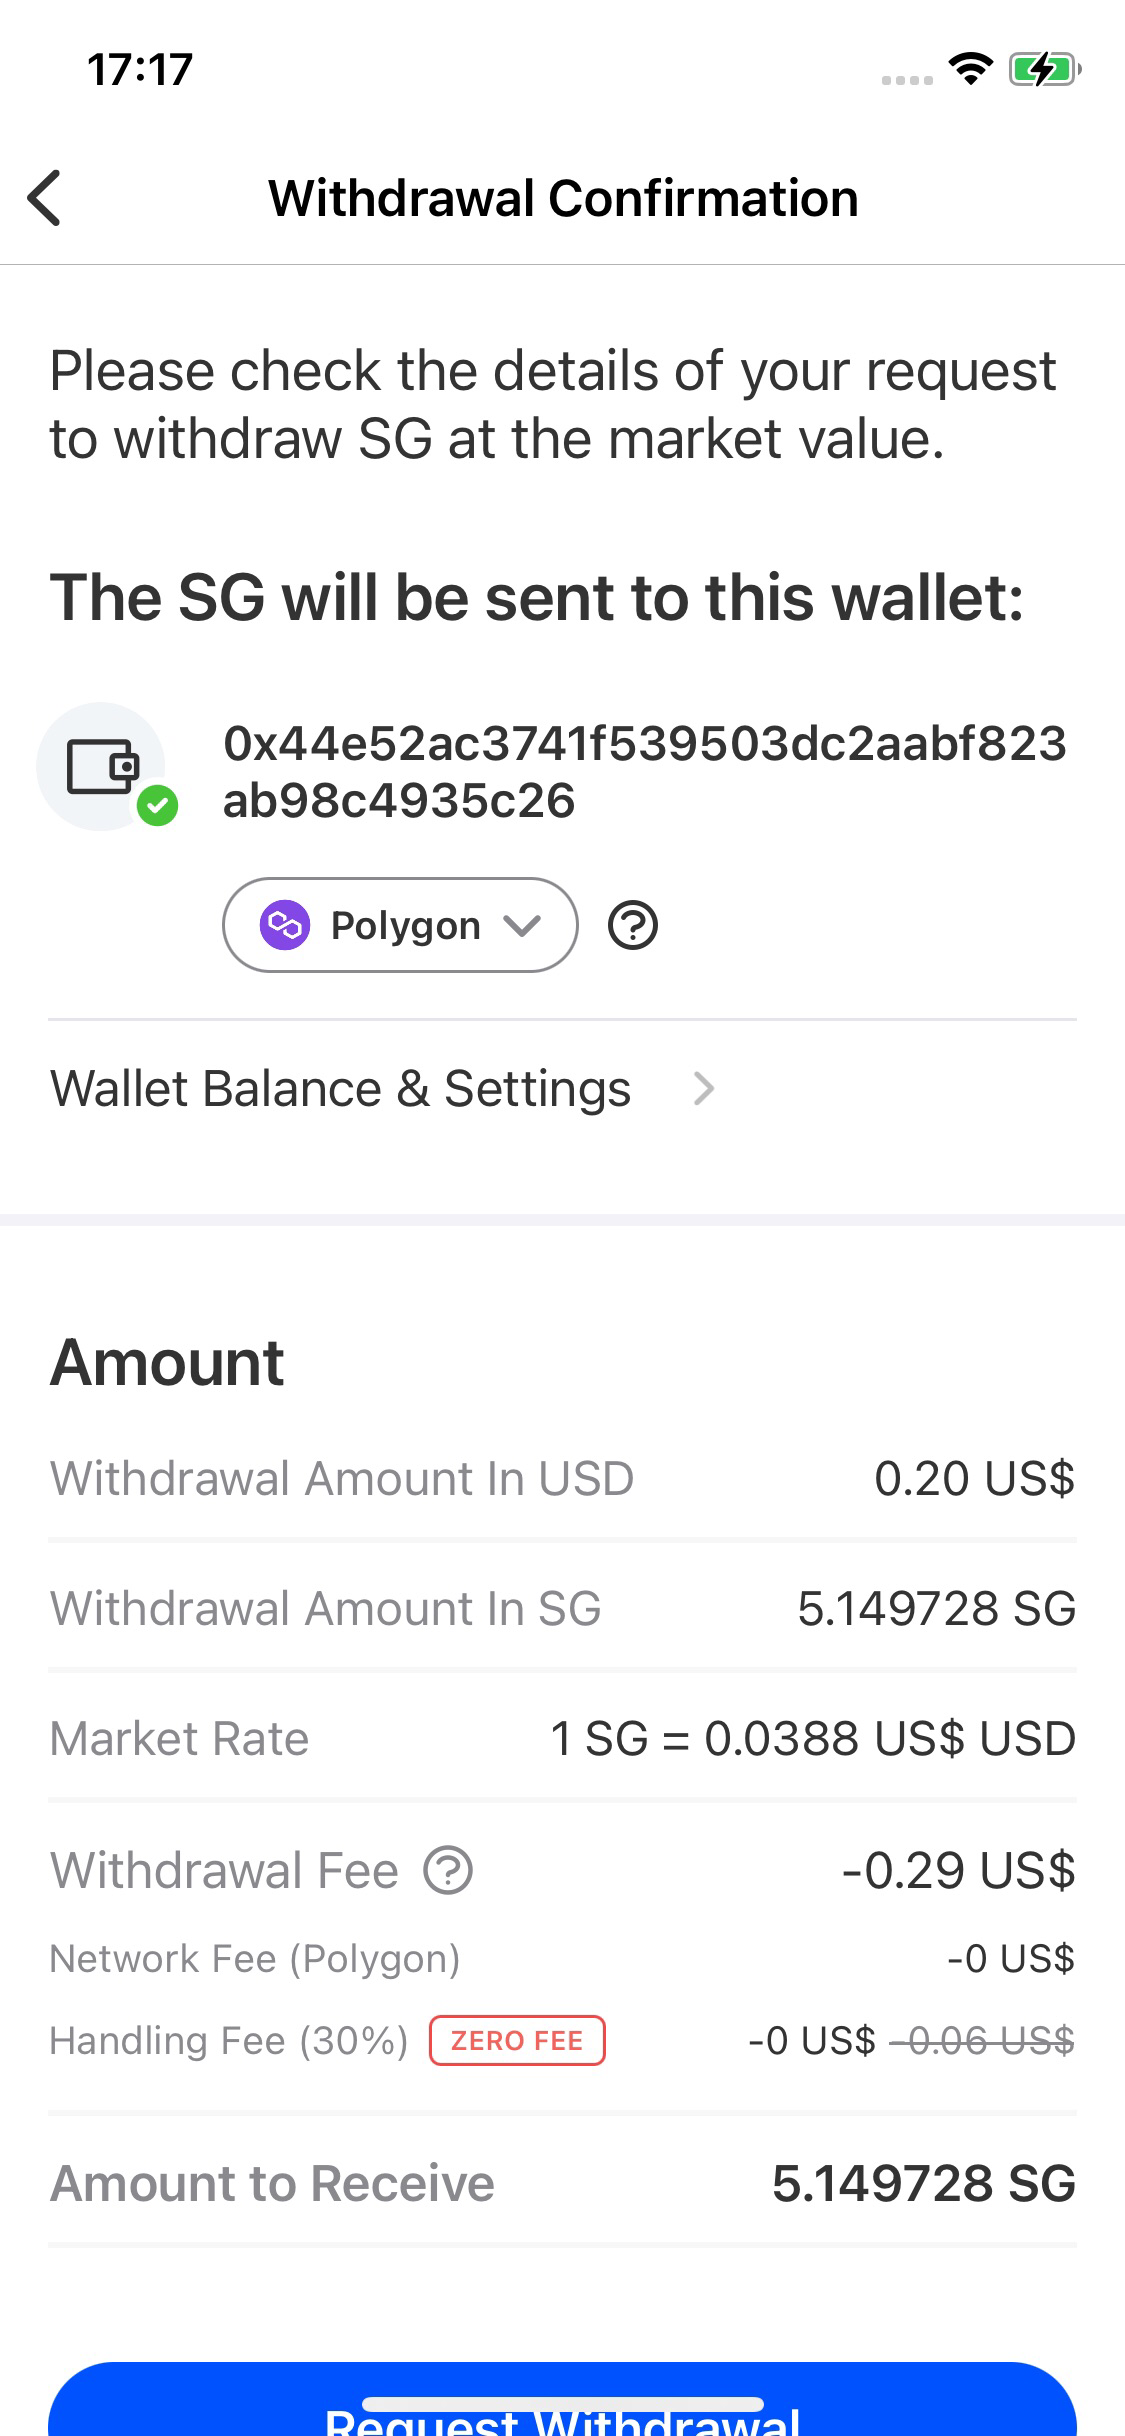 17:17
Withdrawal Confirmation
Please check the details of your request
to withdraw SG at the market value.
The SG will be sent to this wallet:
0x44e52ac3741f539503dc2aabf823
ab98c4935c26
Polygon
Wallet Balance & Settings
Amount
Withdrawal Amount In USD 0.20 US$
Withdrawal Amount In SG 5.149728 SG
Market Rate 1 SG = 0.0388 US$ USD
Withdrawal Fee -0.29 US$
Network Fee (Polygon) -0 US$
Handling Fee (30%) ZERO FEE -0 US$ -0.06 US$
Amount to Receive 5.149728 SG
Request Withdrawal